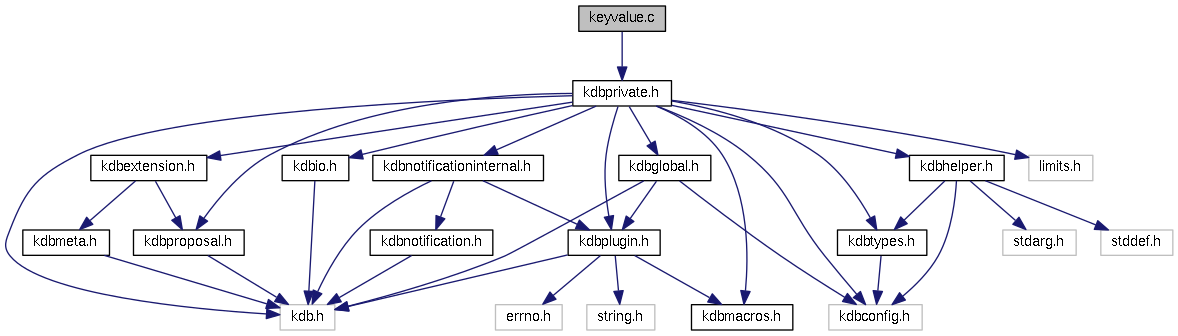 keyvalue.c
kdbprivate.h
kdbextension.h
kdbio.h
kdbnotificationinternal.h
kdbglobal.h
kdbhelper.h
limits.h
kdbmeta.h
kdbproposal.h
kdbnotification.h
kdbplugin.h
kdbtypes.h
stdarg.h
stddef.h
kdb.h
errno.h
string.h
kdbmacros.h
kdbconfig.h